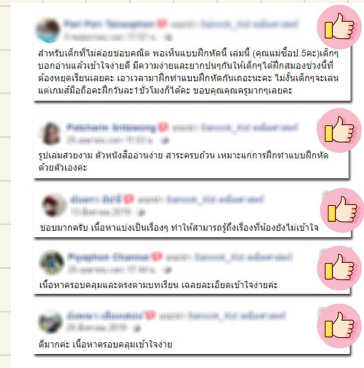 สำหรับเด็กที่ไม่ค่อยชอบคณิต พอเห็นแบบฝึกหัด เล่มนี้ (คุณแม่ซื้อป.5ค่ะ)เด็กๆ
บอกอ่านแล้วเข้าใจง่ายดี มีความง่ายและยากปนๆกันให้เด็กๆได้ฝึกสมองช่วงนี้ที่
ต้องหยุดเรียนเลยคะ เอาเวลามาฝึกทำแบบฝึกหัดกันเถอะนะคะ ไม่งั้นเด็กๆจะเล่น
แต่เกมส์มือถือคะฝึกวันละ1ชั่วโมงก็ได้คะ ขอบคุณคุณครูมากๆเลยคะ
รูปเล่มสวยงาม ตัวหนังสืออ่านง่าย สาระครบถ้วน เหมาะแก่การฝึกทำแบบฝึกหัด
ด้วยตัวเองค่ะ
ชอบมากครับ เนื้อหาแบ่งเป็นเรื่องๆ ทำให้สามารถรู้ถึงเรื่องที่น้องยังไม่เข้าใจ
เนื้อหาครอบคลุมและตรงตามบทเรียน เฉลยละเอียดเข้าใจง่ายค่ะ
ดีมากค่ะ เนื้อหาครอบคลุมเข้าใจง่าย